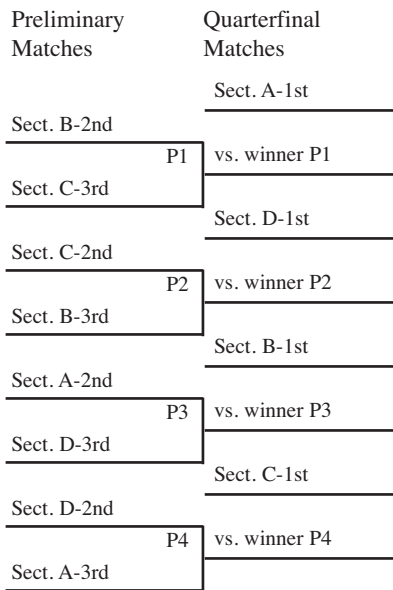 Preliminary
Matches
Quarterfinal
Matches
Sect. A-1st
Sect. B-2nd
P1
vs. winner P1
Sect. C-3rd
Sect. D-1st
Sect. C-2nd
P2
vs. winner P2
Sect. B-3rd
Sect. B-1st
Sect. A-2nd
P3
vs. winner P3
Sect. D-3rd
Sect. C-1st
Sect. D-2nd
P4
vs. winner P4
Sect. A-3rd